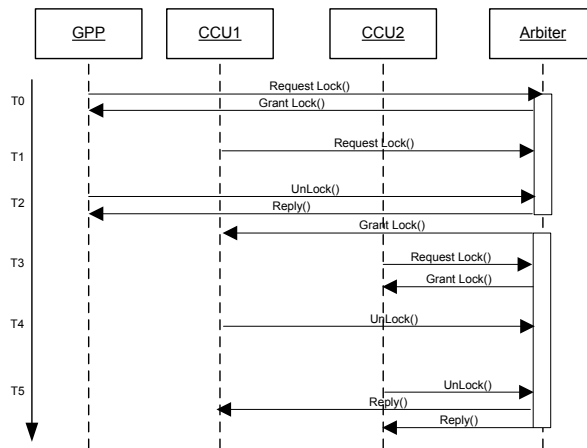 GPP
CCU1
CCU2
Arbiter
Request Lock()
T0
Grant Lock()
Request Lock()
T1
UnLock()
T2
Reply()
Grant Lock()
T3
Request Lock()
Grant Lock()
T4
UnLock()
T5
UnLock()
Reply()
Reply()